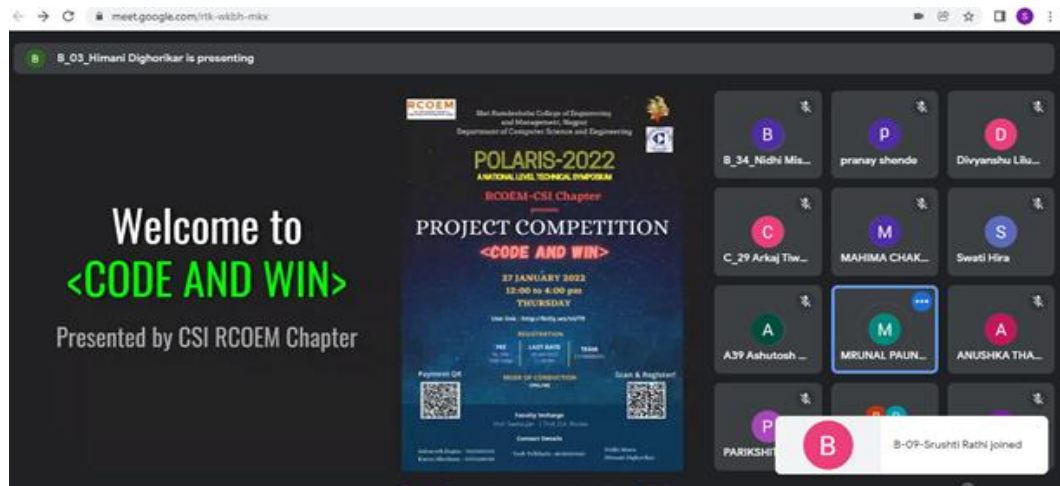 meet.google.com/rtk-wkbh-mkx
S
B
B_03_Himani Dighorikar is presenting
Welcome to
<CODE AND WIN>
Presented by CSI RCOEM Chapter
RCOEM
Shri Ramdeobaba College of Engineering
and Management, Nagpur
Department of Computer Science and Engineering
POLARIS-2022
A NATIONAL LEVEL TECHNICAL SYMPOSIUM
RCOEM-CSI Chapter
presents
PROJECT COMPETITION
<CODE AND WIN>
27 JANUARY 2022
12:00 to 4:00 pm
THURSDAY
REGISTRATION
FEE
LAST DATE
TEAM
Payment QR
MODE OF CONDUCTION
ONLINE
Scan & Register!
Faculty Incharge
Contact Details
B
B_34_Nidhi Mis...
P
pranay shende
D
Divyanshu Lilu...
C
C_29 Arkaj Tiw...
M
MAHIMA CHAK...
S
Swati Hira
A
A39 Ashutosh ...
M
MRUNAL PAUN...
A
ANUSHKA THA...
P
PARIKSHI
B
B-09-Srushti Rathi joined